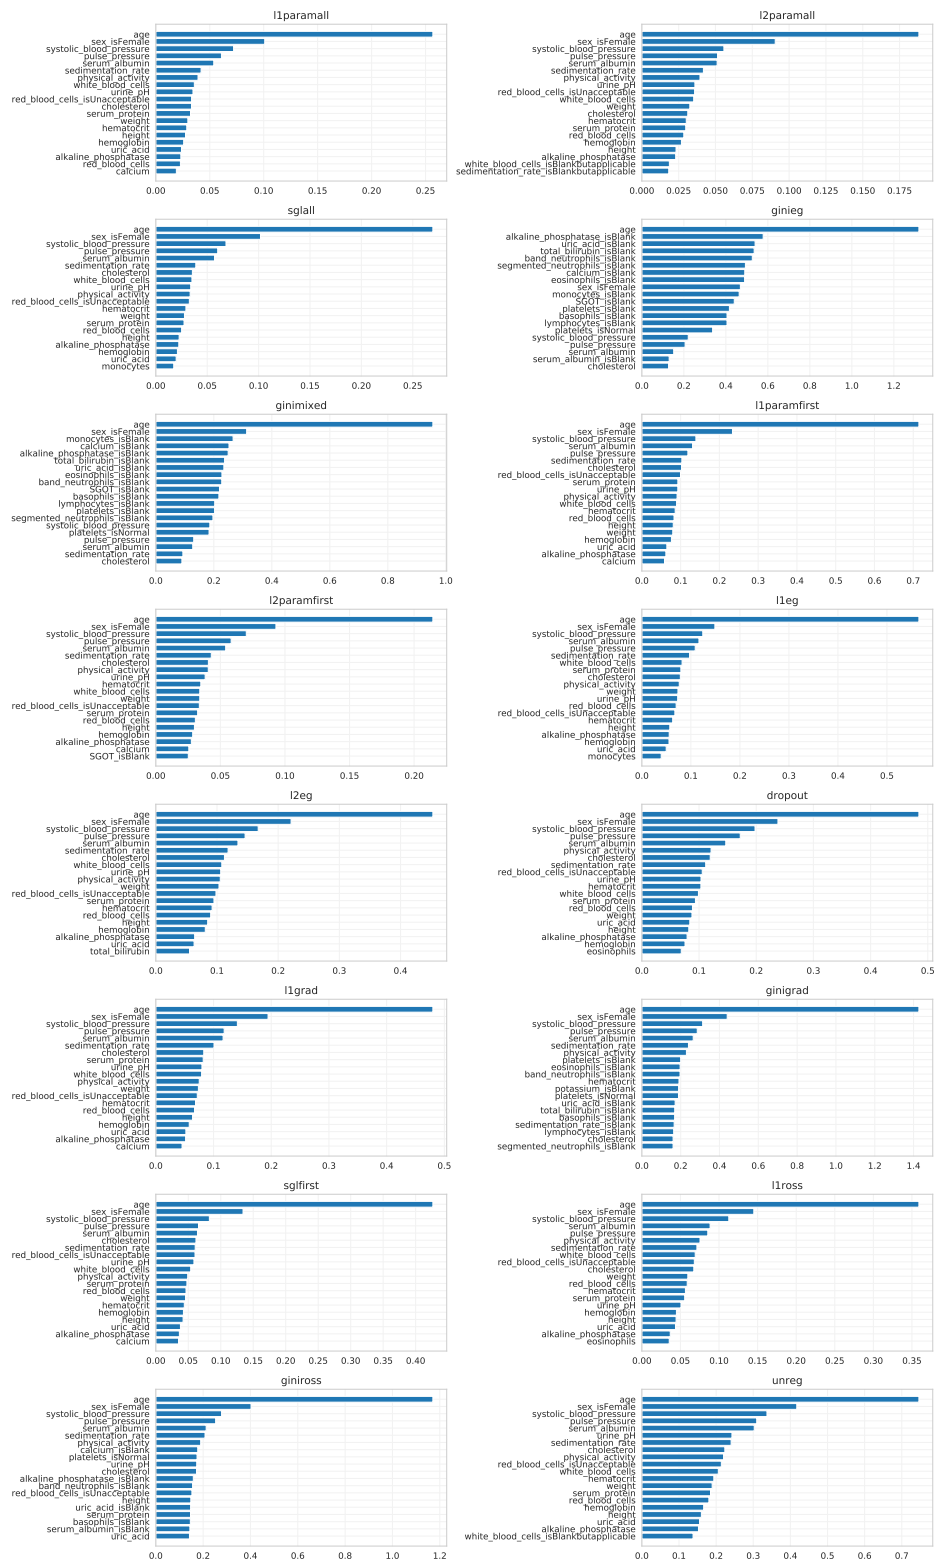 l1paramall
age
sex_isFemale
systolic_blood_pressure
pulse_pressure
serum_albumin
sedimentation_rate
physical_activity
white_blood_cells
urine_pH
red_blood_cells_isUnacceptable
cholesterol
serum_protein
weight
hematocrit
height
hemoglobin
uric_acid
alkaline_phosphatase
red_blood_cells
calcium
0.00 0.05 0.10 0.15 0.20 0.25
l2paramall
age
sex_isFemale
systolic_blood_pressure
pulse_pressure
serum_albumin
sedimentation_rate
physical_activity
urine_pH
red_blood_cells_isUnacceptable
white_blood_cells
weight
cholesterol
hematocrit
serum_protein
red_blood_cells
hemoglobin
height
alkaline_phosphatase
white_blood_cells_isBlankbutapplicable
sedimentation_rate_isBlankbutapplicable
0.000 0.025 0.050 0.075 0.100 0.125 0.150 0.175
sglall
age
sex_isFemale
systolic_blood_pressure
pulse_pressure
serum_albumin
sedimentation_rate
cholesterol
white_blood_cells
urine_pH
physical_activity
red_blood_cells_isUnacceptable
hematocrit
weight
serum_protein
red_blood_cells
height
alkaline_phosphatase
hemoglobin
uric_acid
monocytes
0.00 0.05 0.10 0.15 0.20 0.25
ginieg
age
alkaline_phosphatase_isBlank
uric_acid_isBlank
total_bilirubin_isBlank
band_neutrophils_isBlank
segmented_neutrophils_isBlank
calcium_isBlank
eosinophils_isBlank
sex_isFemale
monocytes_isBlank
SGOT_isBlank
platelets_isBlank
basophils_isBlank
lymphocytes_isBlank
platelets_isNormal
systolic_blood_pressure
pulse_pressure
serum_albumin
serum_albumin_isBlank
cholesterol
0.0 0.2 0.4 0.6 0.8 1.0 1.2
ginimixed
age
sex_isFemale
monocytes_isBlank
calcium_isBlank
alkaline_phosphatase_isBlank
total_bilirubin_isBlank
uric_acid_isBlank
eosinophils_isBlank
band_neutrophils_isBlank
SGOT_isBlank
basophils_isBlank
lymphocytes_isBlank
platelets_isBlank
segmented_neutrophils_isBlank
systolic_blood_pressure
platelets_isNormal
pulse_pressure
serum_albumin
sedimentation_rate
cholesterol
0.0 0.2 0.4 0.6 0.8 1.0
l1paramfirst
age
sex_isFemale
systolic_blood_pressure
serum_albumin
pulse_pressure
sedimentation_rate
cholesterol
red_blood_cells_isUnacceptable
serum_protein
urine_pH
physical_activity
white_blood_cells
hematocrit
red_blood_cells
height
weight
hemoglobin
uric_acid
alkaline_phosphatase
calcium
0.0 0.1 0.2 0.3 0.4 0.5 0.6 0.7
l2paramfirst
age
sex_isFemale
systolic_blood_pressure
pulse_pressure
serum_albumin
sedimentation_rate
cholesterol
physical_activity
urine_pH
hematocrit
white_blood_cells
weight
red_blood_cells_isUnacceptable
serum_protein
red_blood_cells
height
hemoglobin
alkaline_phosphatase
calcium
SGOT_isBlank
0.00 0.05 0.10 0.15 0.20
l1eg
age
sex_isFemale
systolic_blood_pressure
serum_albumin
pulse_pressure
sedimentation_rate
white_blood_cells
serum_protein
cholesterol
physical_activity
weight
urine_pH
red_blood_cells
red_blood_cells_isUnacceptable
hematocrit
height
alkaline_phosphatase
hemoglobin
uric_acid
monocytes
0.0 0.1 0.2 0.3 0.4 0.5
l2eg
age
sex_isFemale
systolic_blood_pressure
pulse_pressure
serum_albumin
sedimentation_rate
cholesterol
white_blood_cells
urine_pH
physical_activity
weight
red_blood_cells_isUnacceptable
serum_protein
hematocrit
red_blood_cells
height
hemoglobin
alkaline_phosphatase
uric_acid
total_bilirubin
0.0 0.1 0.2 0.3 0.4
dropout
age
sex_isFemale
systolic_blood_pressure
pulse_pressure
serum_albumin
physical_activity
cholesterol
sedimentation_rate
red_blood_cells_isUnacceptable
urine_pH
hematocrit
white_blood_cells
serum_protein
red_blood_cells
weight
uric_acid
height
alkaline_phosphatase
hemoglobin
eosinophils
0.0 0.1 0.2 0.3 0.4 0.5
l1grad
age
sex_isFemale
systolic_blood_pressure
pulse_pressure
serum_albumin
sedimentation_rate
cholesterol
serum_protein
urine_pH
white_blood_cells
physical_activity
weight
red_blood_cells_isUnacceptable
hematocrit
red_blood_cells
height
hemoglobin
uric_acid
alkaline_phosphatase
calcium
0.0 0.1 0.2 0.3 0.4 0.5
ginigrad
age
sex_isFemale
systolic_blood_pressure
pulse_pressure
serum_albumin
sedimentation_rate
physical_activity
platelets_isBlank
eosinophils_isBlank
band_neutrophils_isBlank
hematocrit
potassium_isBlank
platelets_isNormal
uric_acid_isBlank
total_bilirubin_isBlank
basophils_isBlank
sedimentation_rate_isBlank
lymphocytes_isBlank
cholesterol
segmented_neutrophils_isBlank
0.0 0.2 0.4 0.6 0.8 1.0 1.2 1.4
sglfirst
age
sex_isFemale
systolic_blood_pressure
pulse_pressure
serum_albumin
cholesterol
sedimentation_rate
red_blood_cells_isUnacceptable
urine_pH
white_blood_cells
physical_activity
serum_protein
red_blood_cells
weight
hematocrit
hemoglobin
height
uric_acid
alkaline_phosphatase
calcium
0.00 0.05 0.10 0.15 0.20 0.25 0.30 0.35 0.40
l1ross
age
sex_isFemale
systolic_blood_pressure
serum_albumin
pulse_pressure
physical_activity
sedimentation_rate
white_blood_cells
red_blood_cells_isUnacceptable
cholesterol
weight
red_blood_cells
hematocrit
serum_protein
urine_pH
hemoglobin
height
uric_acid
alkaline_phosphatase
eosinophils
0.00 0.05 0.10 0.15 0.20 0.25 0.30 0.35
giniross
age
sex_isFemale
systolic_blood_pressure
pulse_pressure
serum_albumin
sedimentation_rate
physical_activity
calcium_isBlank
platelets_isNormal
urine_pH
cholesterol
alkaline_phosphatase_isBlank
band_neutrophils_isBlank
red_blood_cells_isUnacceptable
height
uric_acid_isBlank
serum_protein
basophils_isBlank
serum_albumin_isBlank
uric_acid
0.0 0.2 0.4 0.6 0.8 1.0 1.2
unreg
age
sex_isFemale
systolic_blood_pressure
pulse_pressure
serum_albumin
urine_pH
sedimentation_rate
cholesterol
physical_activity
red_blood_cells_isUnacceptable
white_blood_cells
hematocrit
weight
serum_protein
red_blood_cells
hemoglobin
height
uric_acid
alkaline_phosphatase
white_blood_cells_isBlankbutapplicable
0.0 0.1 0.2 0.3 0.4 0.5 0.6 0.7